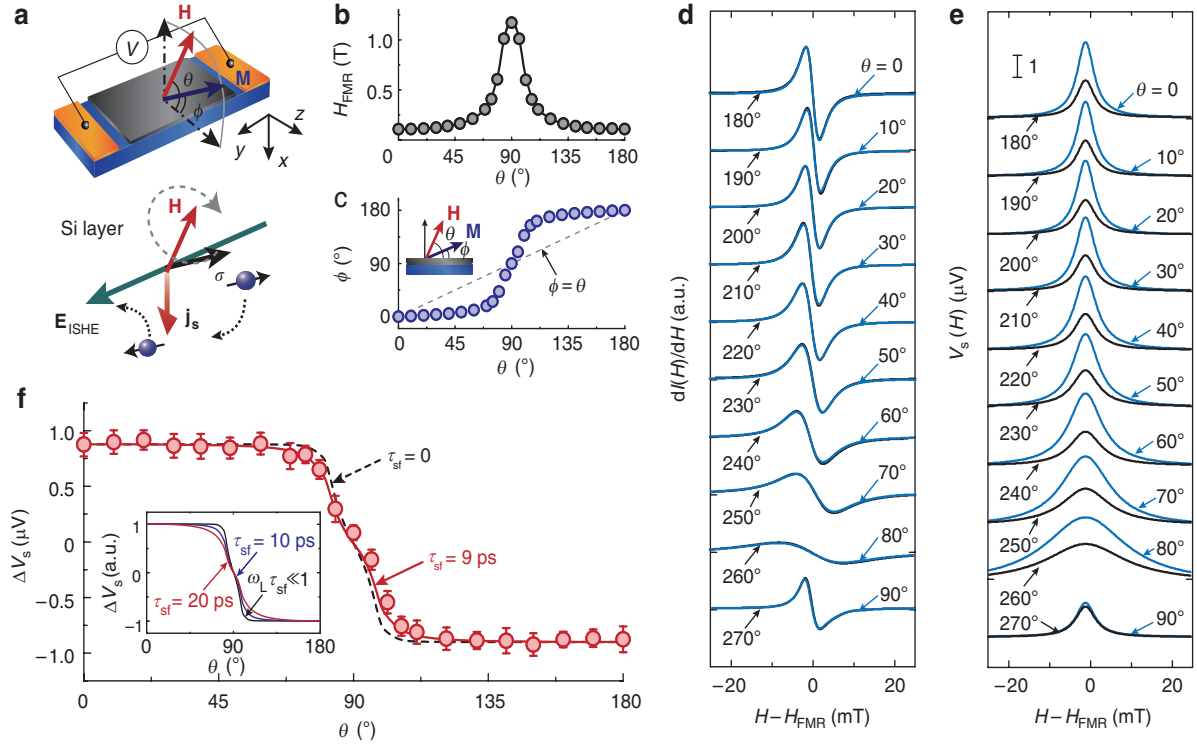 a
H
V
θ
M
ϕ
z
y
x
Si layer
H
σ
E_ISHE
j_s
b
H_FMR (T)
1.0
0.5
0 45 90 135 180
θ (°)
c
H
θ
M
ϕ
ϕ (°)
180
90
0
ϕ = θ
0 45 90 135 180
θ (°)
d
dI(H)/dH (a.u.)
θ = 0
180°
10°
190°
20°
200°
30°
210°
40°
220°
50°
230°
60°
240°
70°
250°
80°
260°
90°
270°
−20 0 20
H – H_FMR (mT)
e
1
V_s (H) (µV)
θ = 0
180°
10°
190°
20°
200°
30°
210°
40°
220°
50°
230°
60°
240°
70°
250°
80°
260°
270°
90°
−20 0 20
H – H_FMR (mT)
f
ΔV_s (µV)
1.0
0.5
0
−0.5
−1.0
τ_sf = 0
τ_sf = 9 ps
ΔV_s (a.u.)
1
0
−1
τ_sf = 10 ps
ω_L τ_sf ≪ 1
τ_sf = 20 ps
0 90 180
θ (°)
0 45 90 135 180
θ (°)